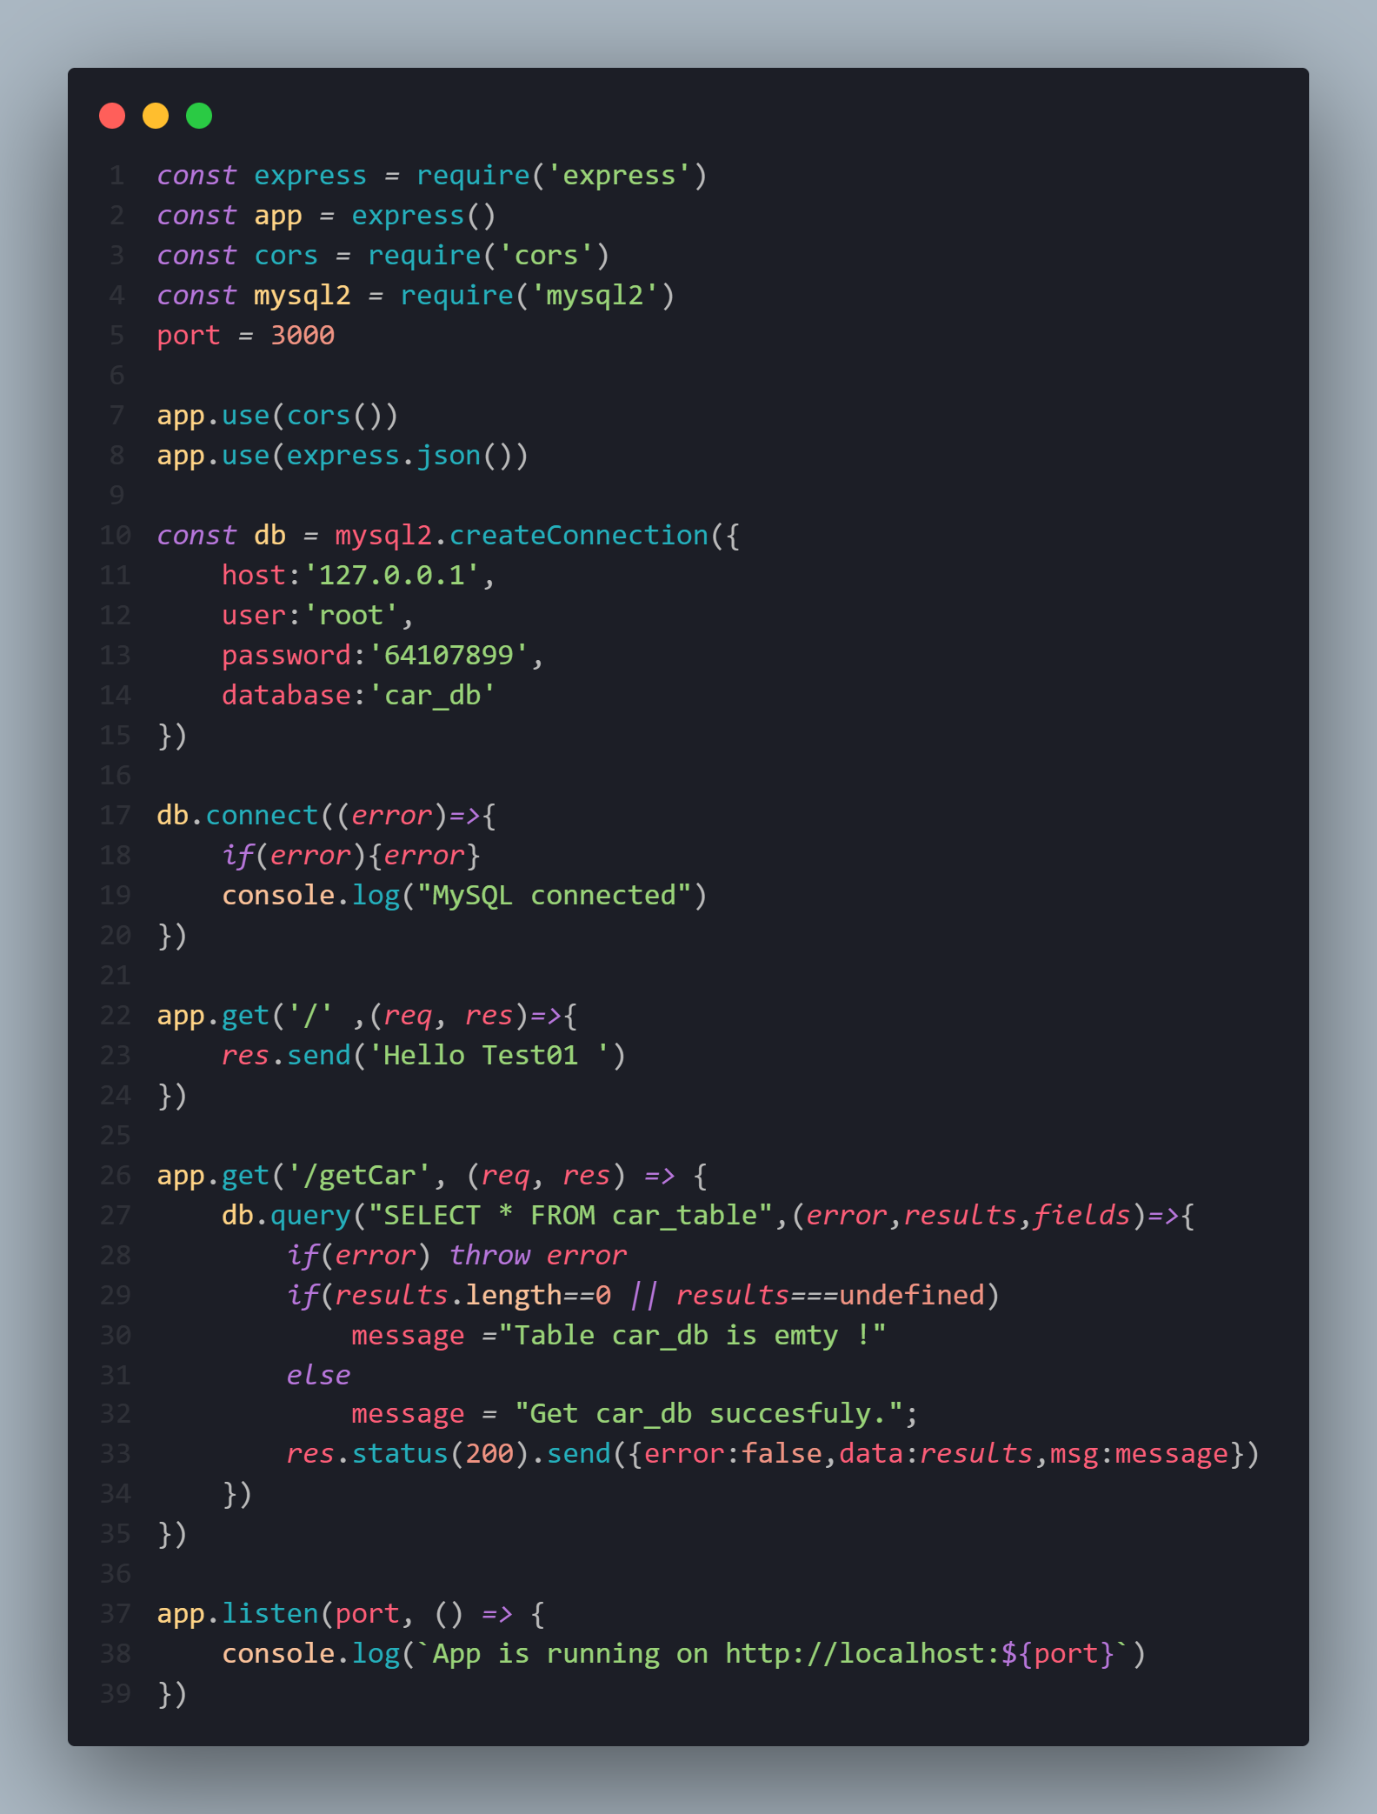 1 const express = require('express')
2 const app = express()
3 const cors = require('cors')
4 const mysql2 = require('mysql2')
5 port = 3000
6
7 app.use(cors())
8 app.use(express.json())
9
10 const db = mysql2.createConnection({
11     host:'127.0.0.1',
12     user:'root',
13     password:'64107899',
14     database:'car_db'
15 })
16
17 db.connect((error)=>{
18     if(error){error}
19     console.log("MySQL connected")
20 })
21
22 app.get('/' ,(req, res)=>{
23     res.send('Hello Test01 ')
24 })
25
26 app.get('/getCar', (req, res) => {
27     db.query("SELECT * FROM car_table",(error,results,fields)=>{
28         if(error) throw error
29         if(results.length==0 || results===undefined)
30             message ="Table car_db is emty !"
31         else
32             message = "Get car_db succesfuly.";
33         res.status(200).send({error:false,data:results,msg:message})
34     })
35 })
36
37 app.listen(port, () => {
38     console.log(`App is running on http://localhost:${port}`)
39 })